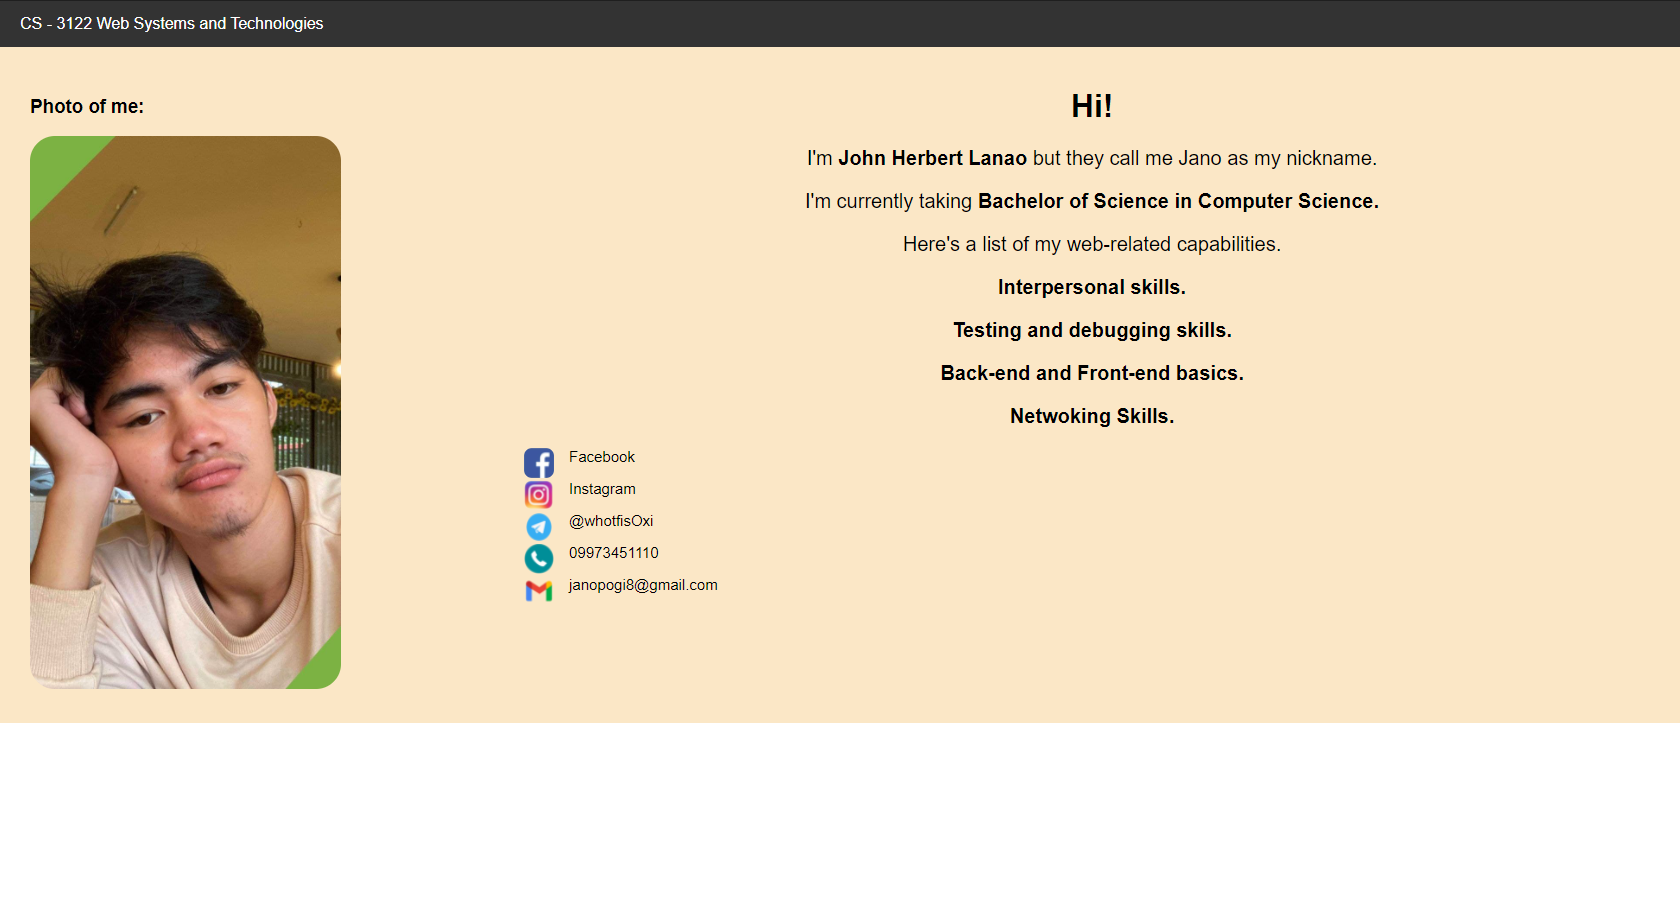 CS - 3122 Web Systems and Technologies
Photo of me:
Hi!
I'm John Herbert Lanao but they call me Jano as my nickname.
I'm currently taking Bachelor of Science in Computer Science.
Here's a list of my web-related capabilities.
Interpersonal skills.
Testing and debugging skills.
Back-end and Front-end basics.
Netwoking Skills.
Facebook
Instagram
@whotfisOxi
09973451110
janopogi8@gmail.com